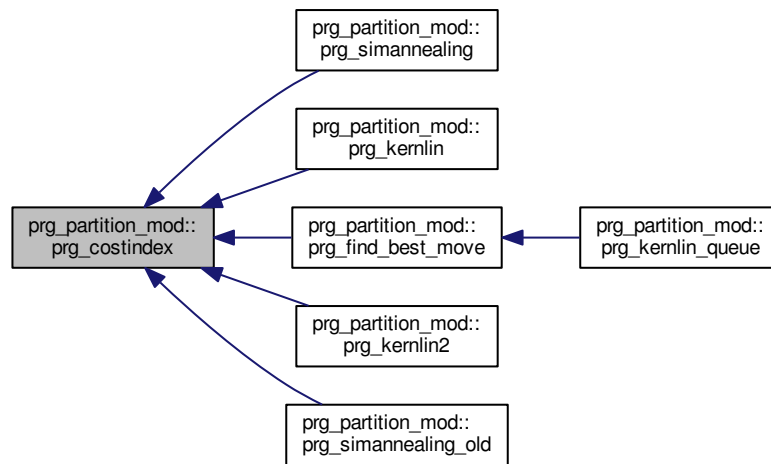 prg_partition_mod::
prg_simannealing
prg_partition_mod::
prg_kernlin
prg_partition_mod::
prg_costindex
prg_partition_mod::
prg_find_best_move
prg_partition_mod::
prg_kernlin_queue
prg_partition_mod::
prg_kernlin2
prg_partition_mod::
prg_simannealing_old